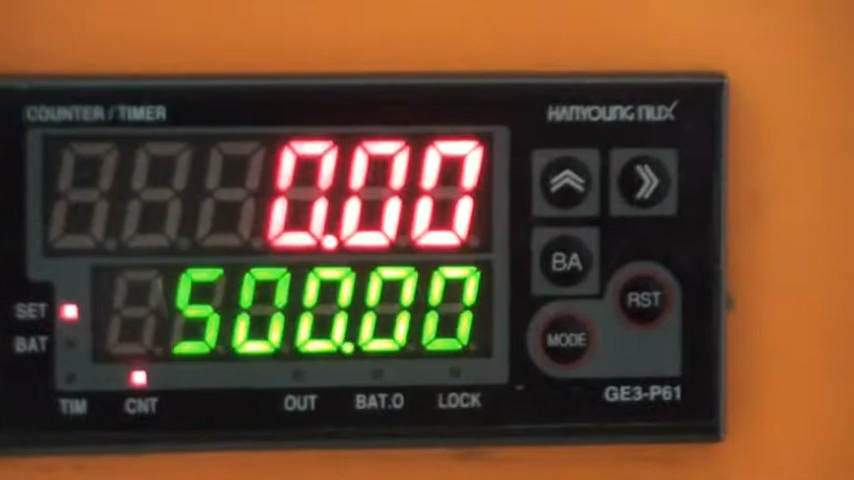 COUNTER / TIMER
HANYOUNG NUX
0.00
500.00
BA
SET
RST
BAT
MODE
TIM CNT OUT BAT.O LOCK
GE3-P61